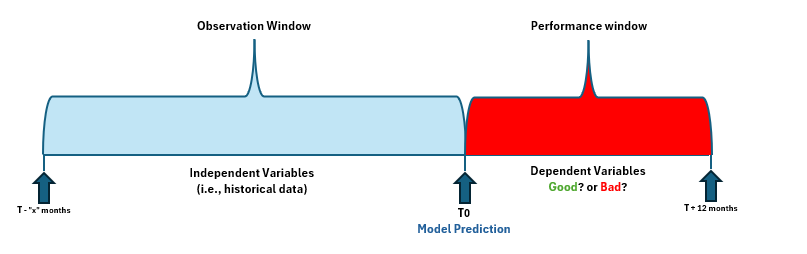 Observation Window
Performance window
Independent Variables
(i.e., historical data)
Dependent Variables
Good? or Bad?
T - "x" months
T0
Model Prediction
T + 12 months